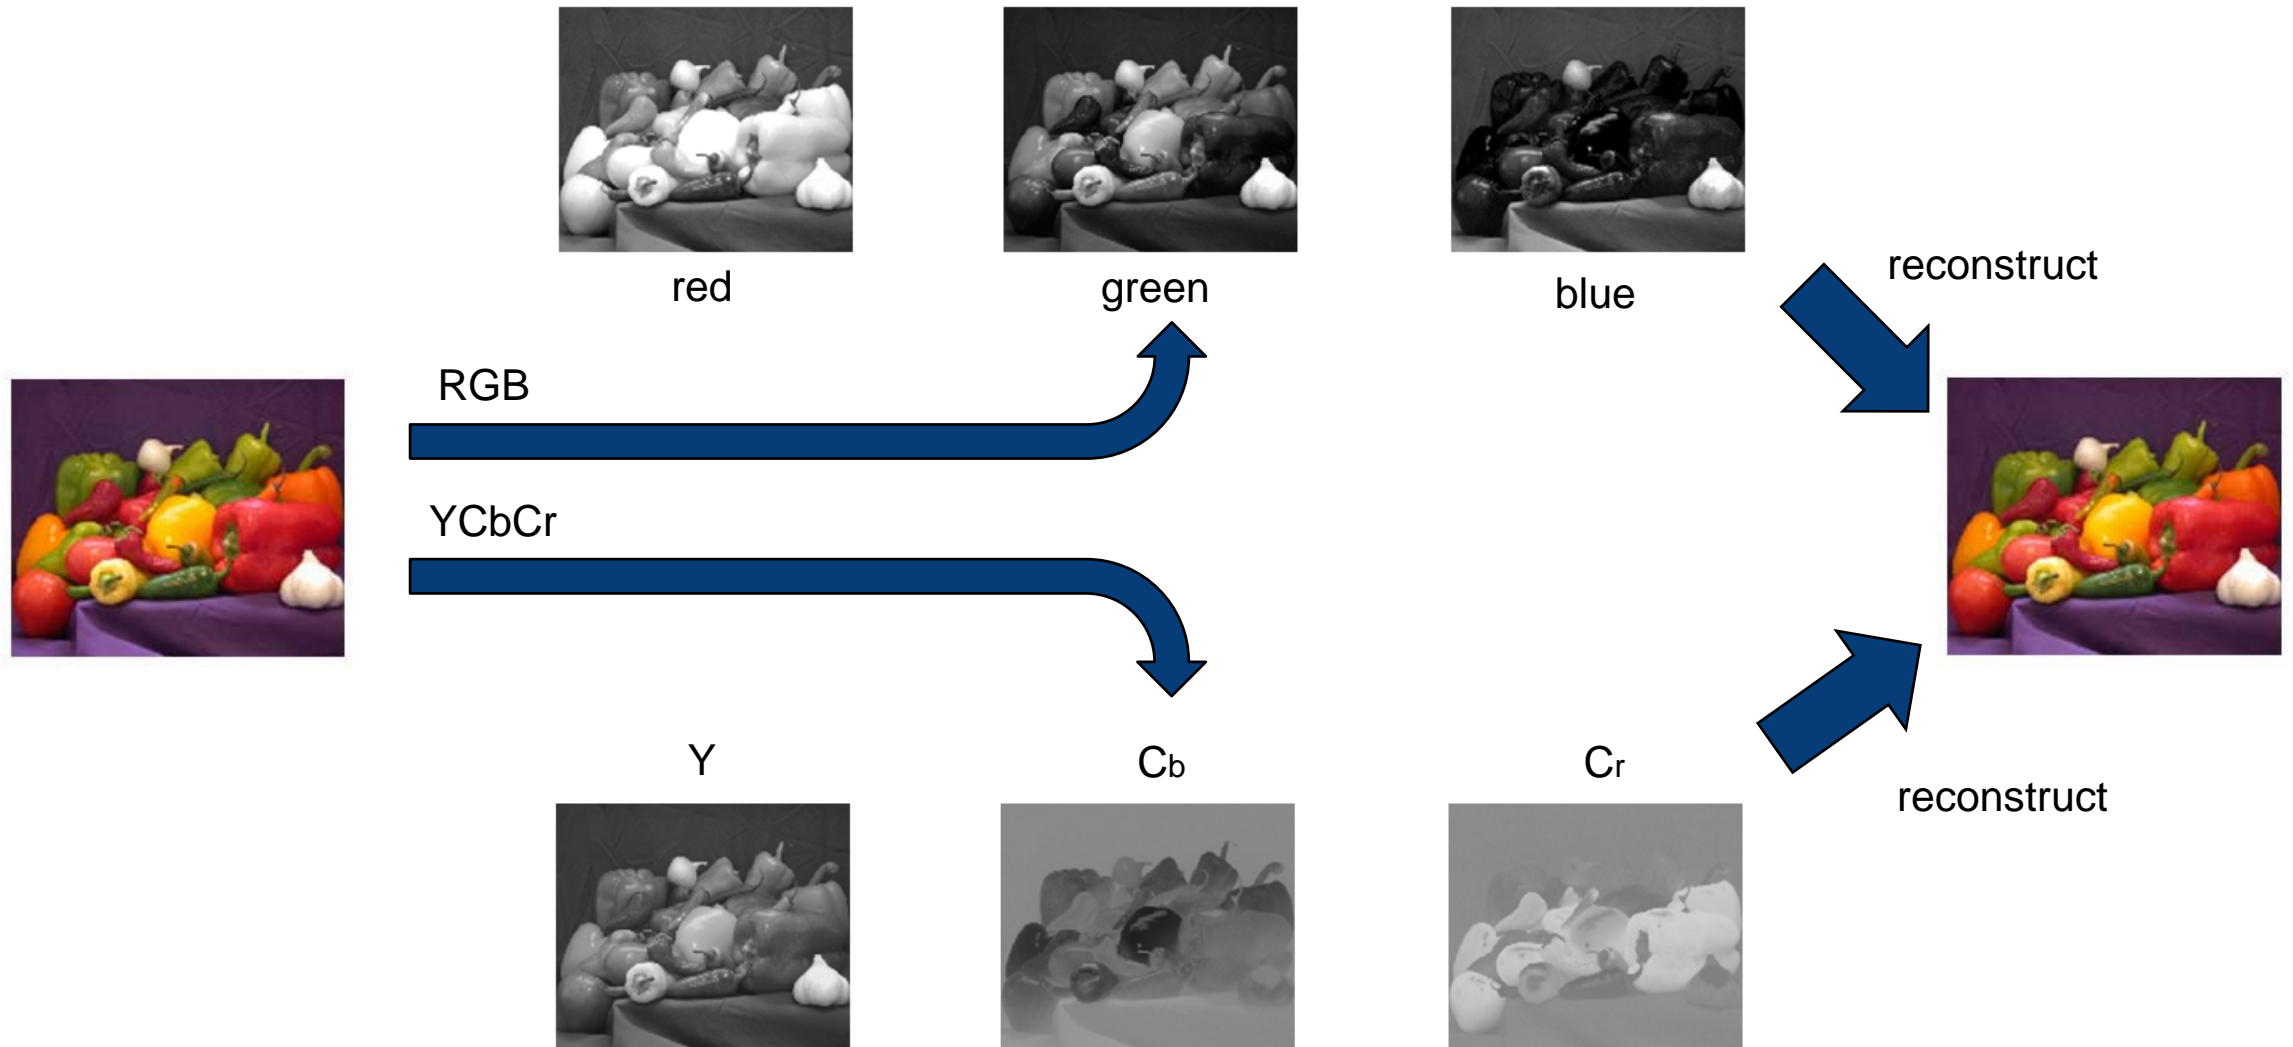 red
green
blue
reconstruct
RGB
YCbCr
Y
Cb
Cr
reconstruct